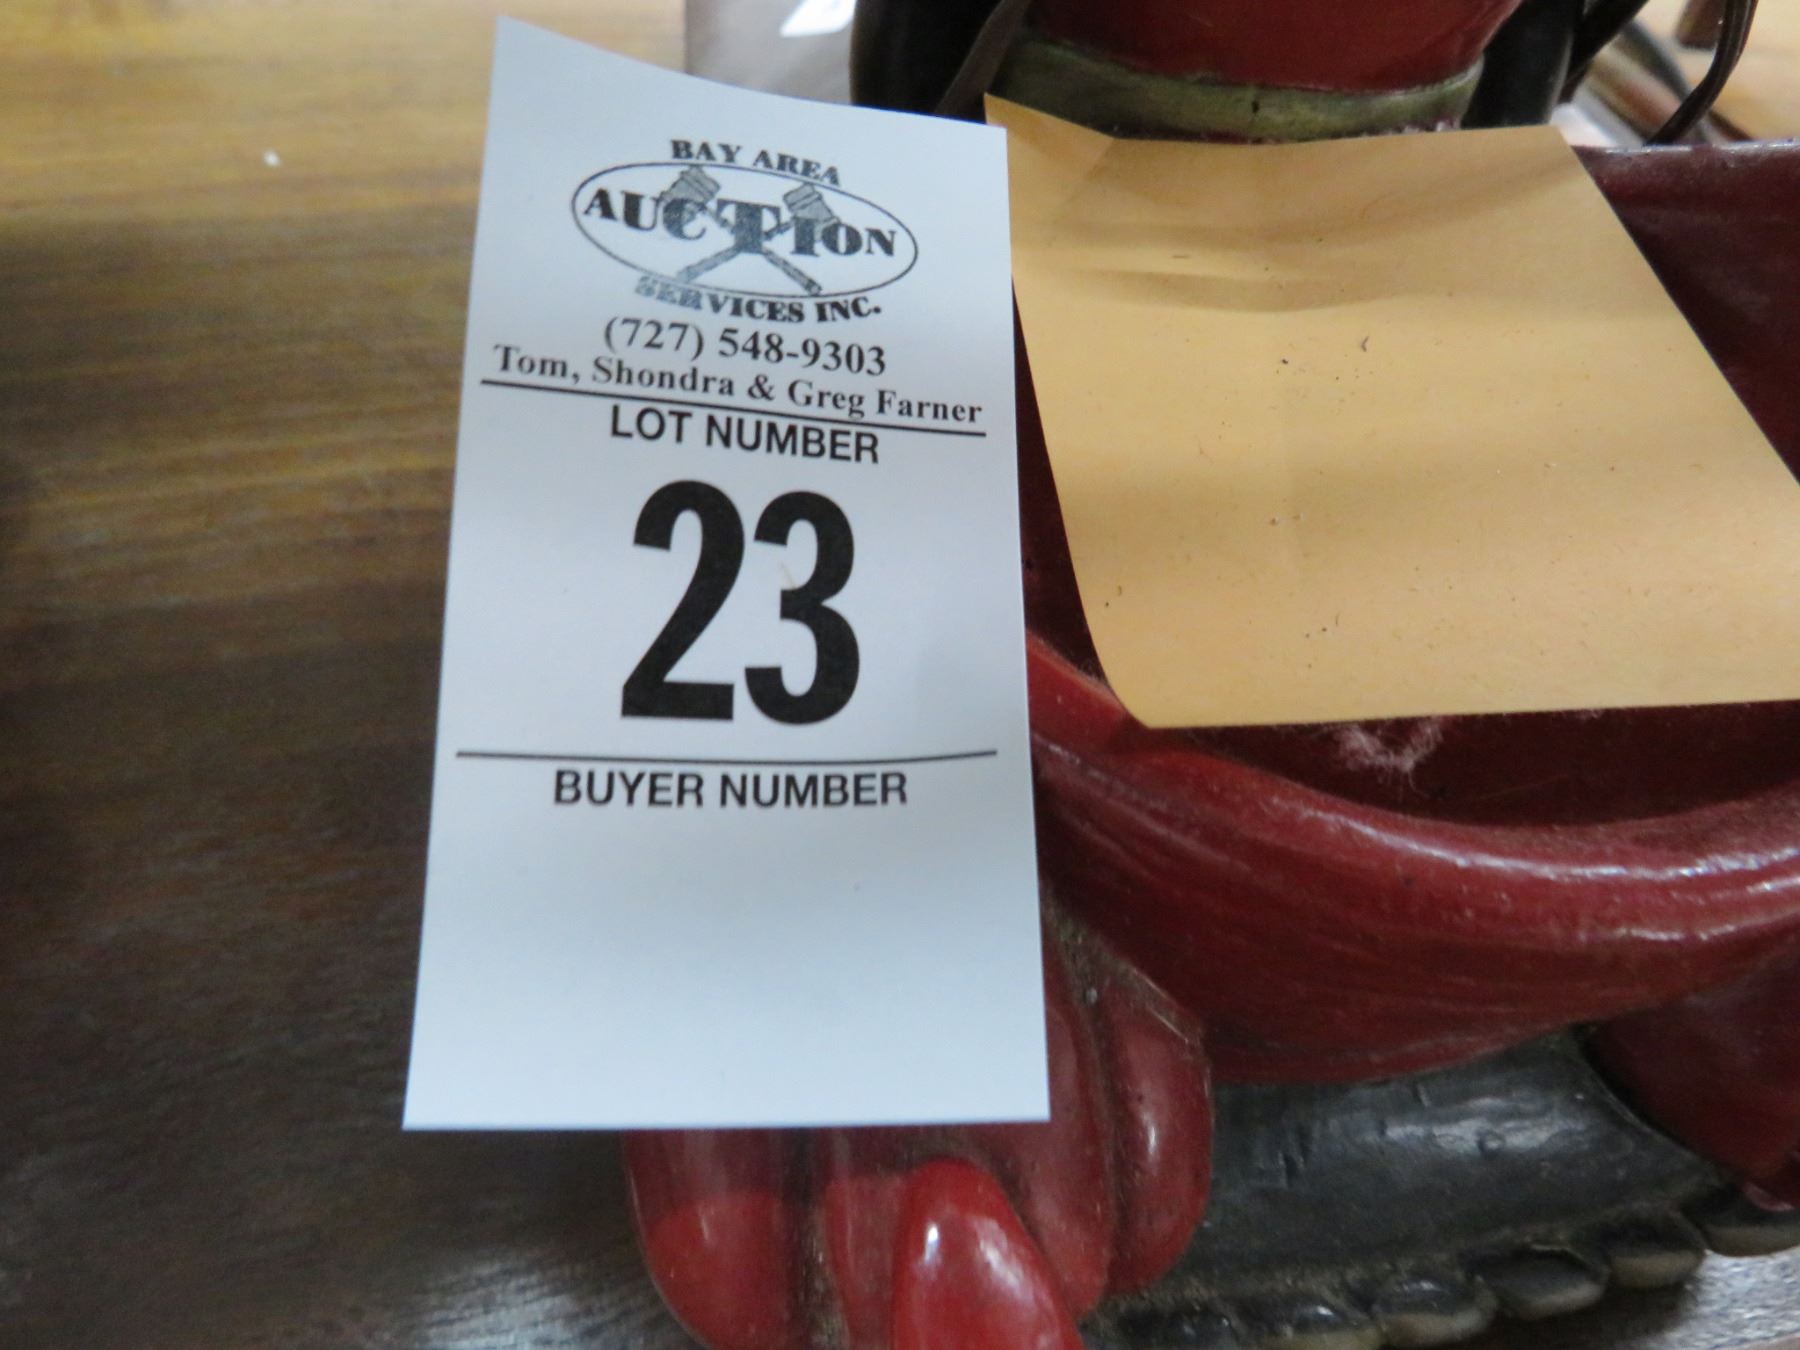 BAY AREA
AUCTION
SERVICES INC.
(727) 548-9303
Tom, Shondra & Greg Farner
LOT NUMBER
23
BUYER NUMBER